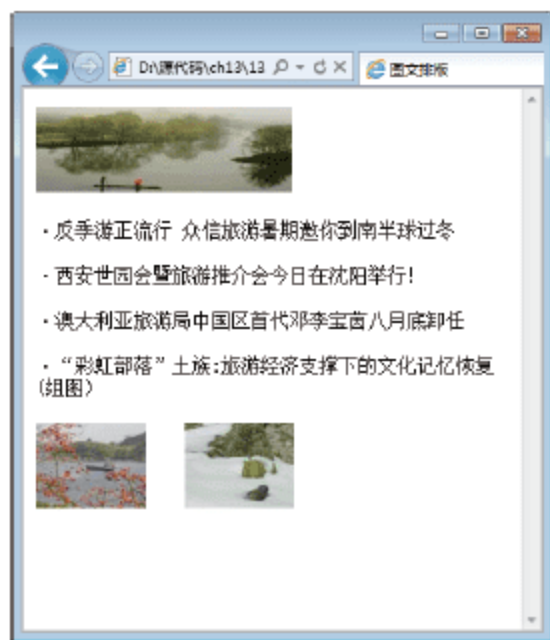 D:\源代码\ch13\13
图文排版
·反季游正流行 众信旅游暑期邀你到南半球过冬
·西安世园会暨旅游推介会今日在沈阳举行!
·澳大利亚旅游局中国区首代邓李宝茵八月底卸任
·“彩虹部落”土族:旅游经济支撑下的文化记忆恢复
(组图)